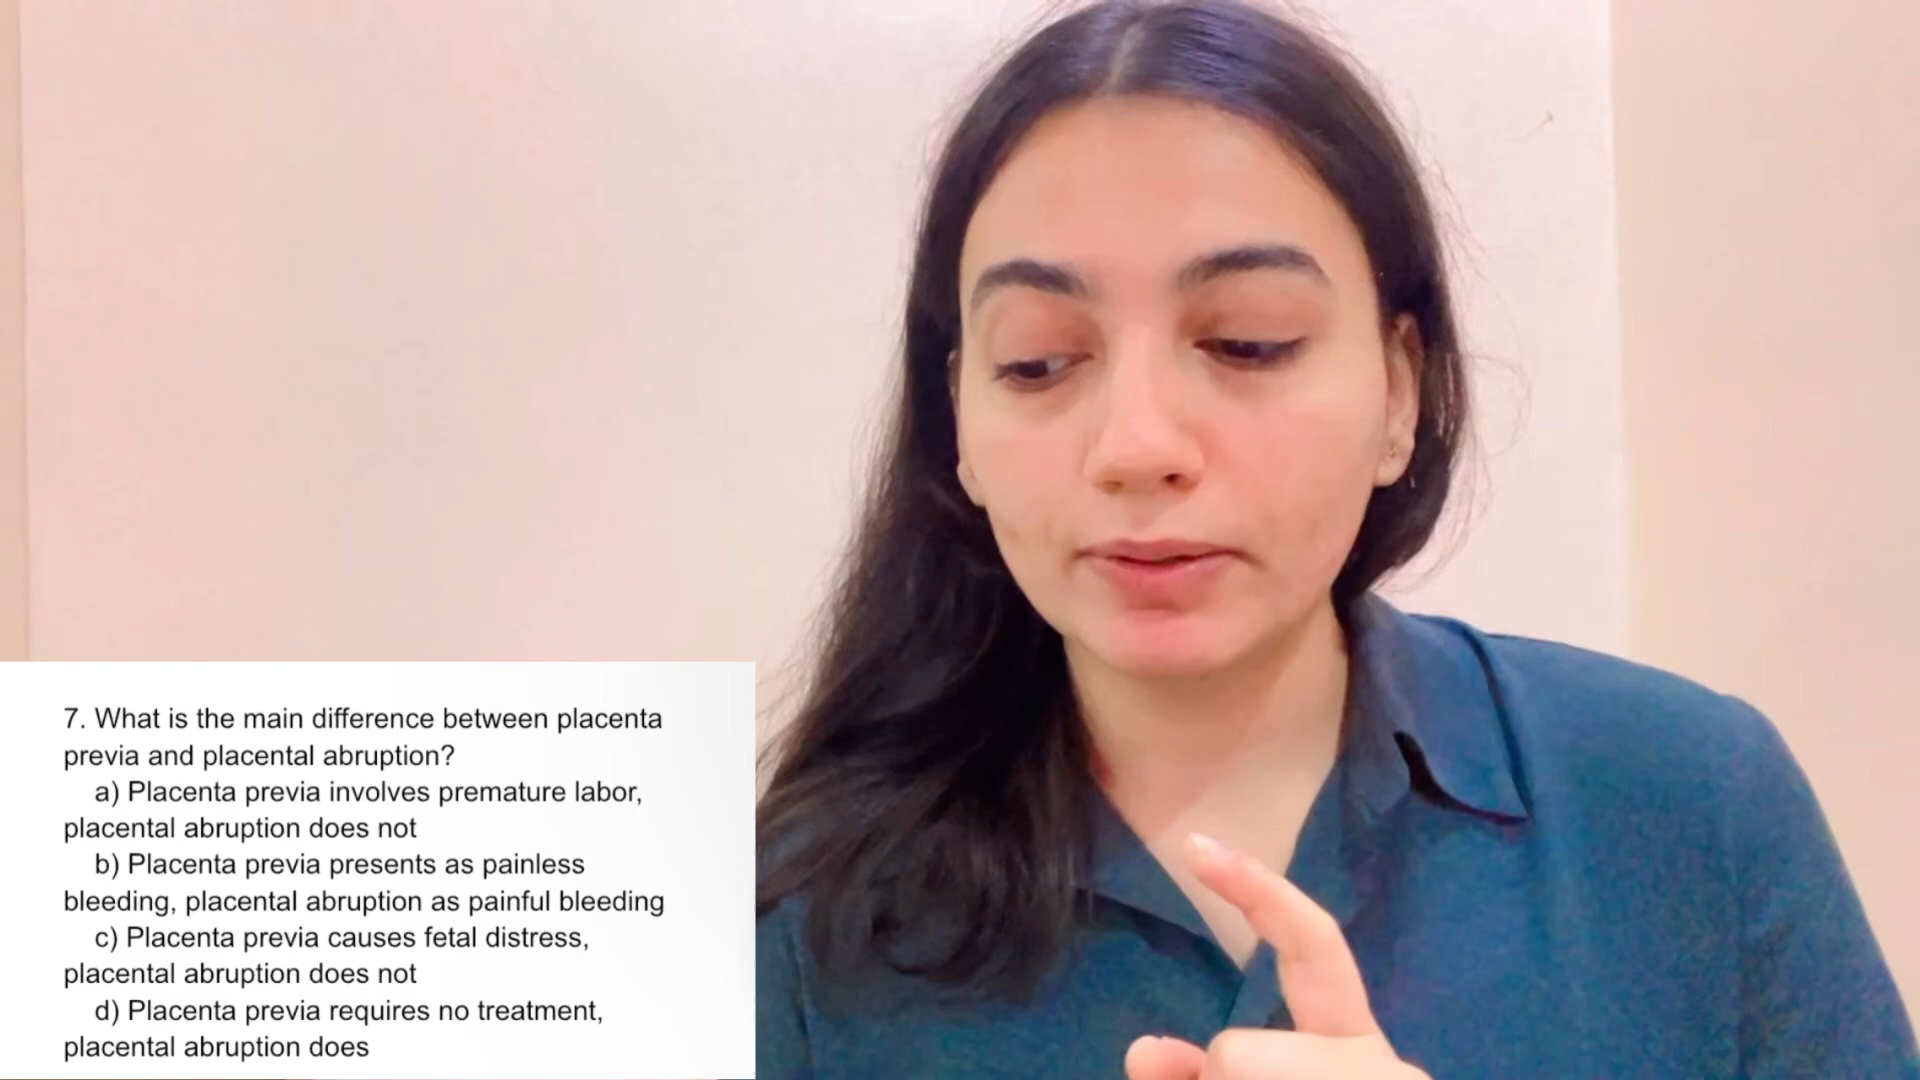 7. What is the main difference between placenta
previa and placental abruption?
a) Placenta previa involves premature labor,
placental abruption does not
b) Placenta previa presents as painless
bleeding, placental abruption as painful bleeding
c) Placenta previa causes fetal distress,
placental abruption does not
d) Placenta previa requires no treatment,
placental abruption does